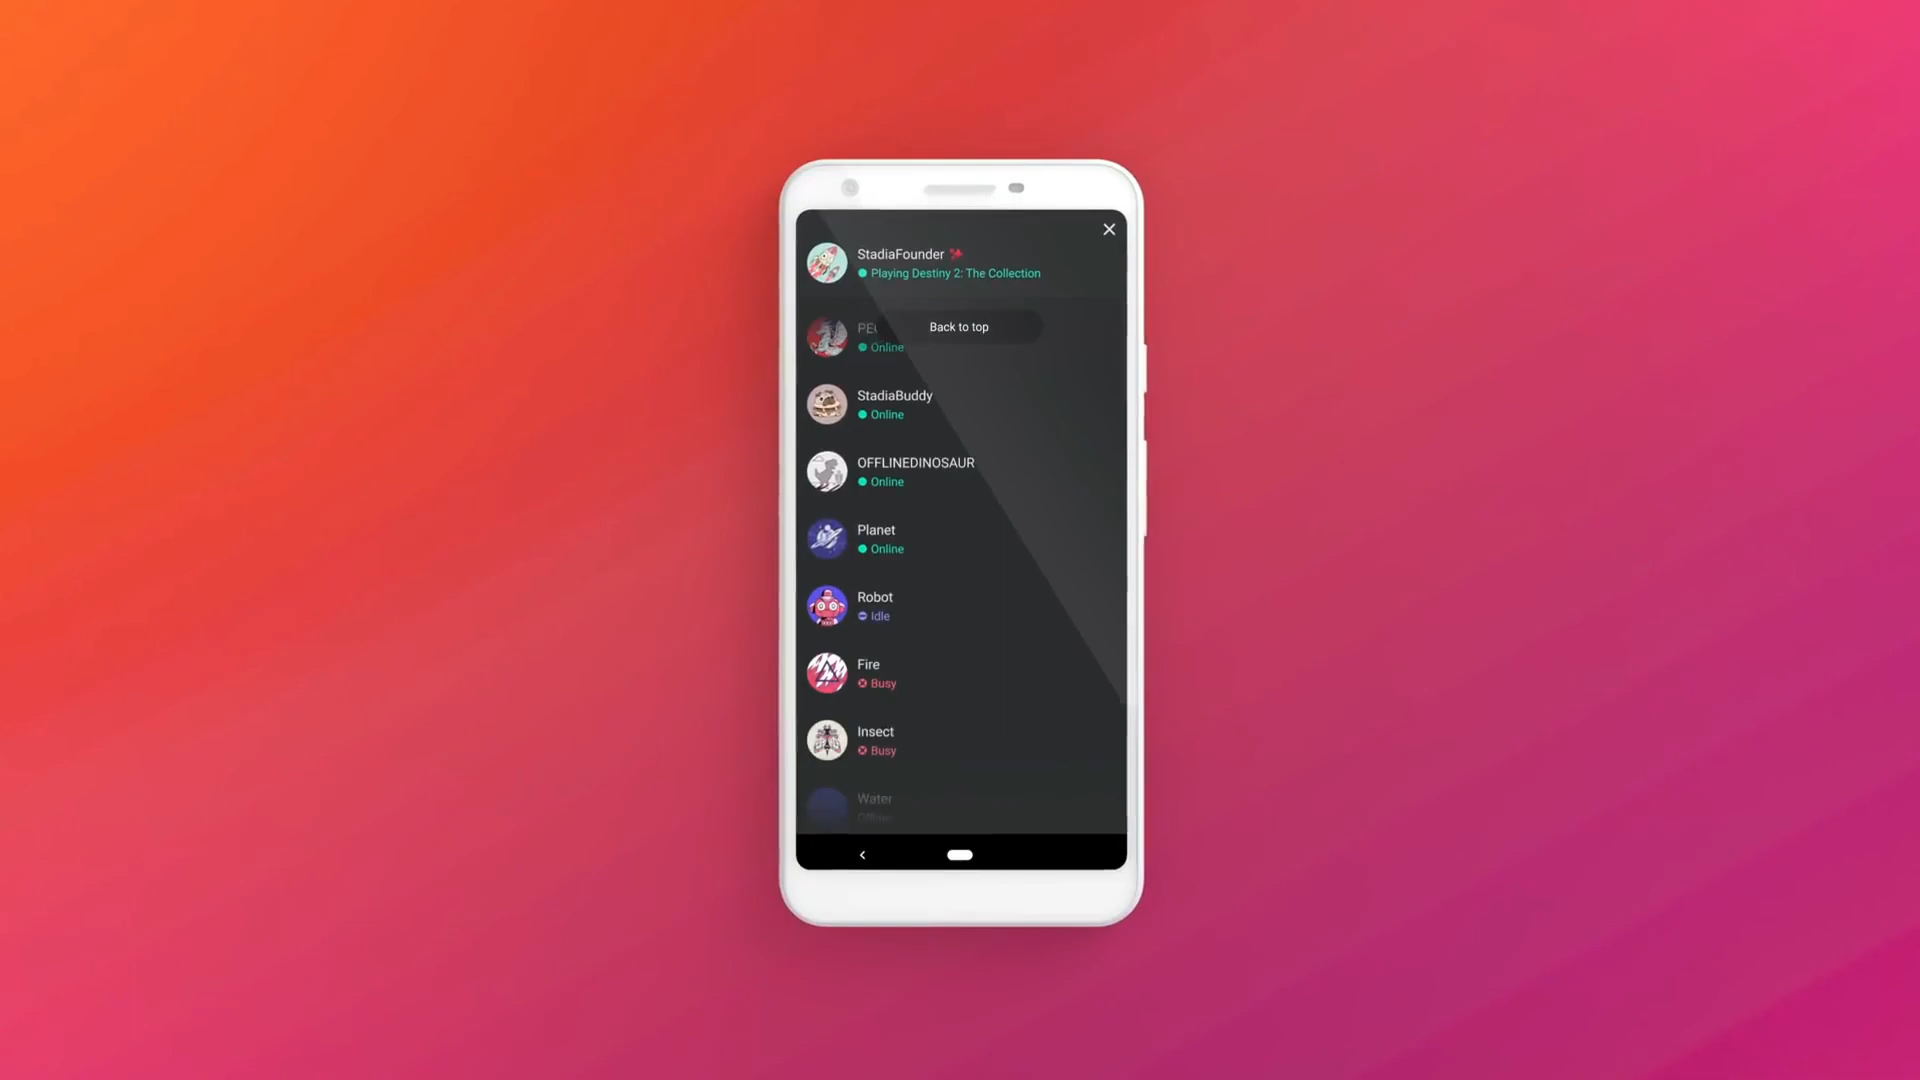 StadiaFounder
Playing Destiny 2: The Collection
Back to top
Online
StadiaBuddy
Online
OFFLINEDINOSAUR
Online
Planet
Online
Robot
Idle
Fire
Busy
Insect
Busy
Water
Offline